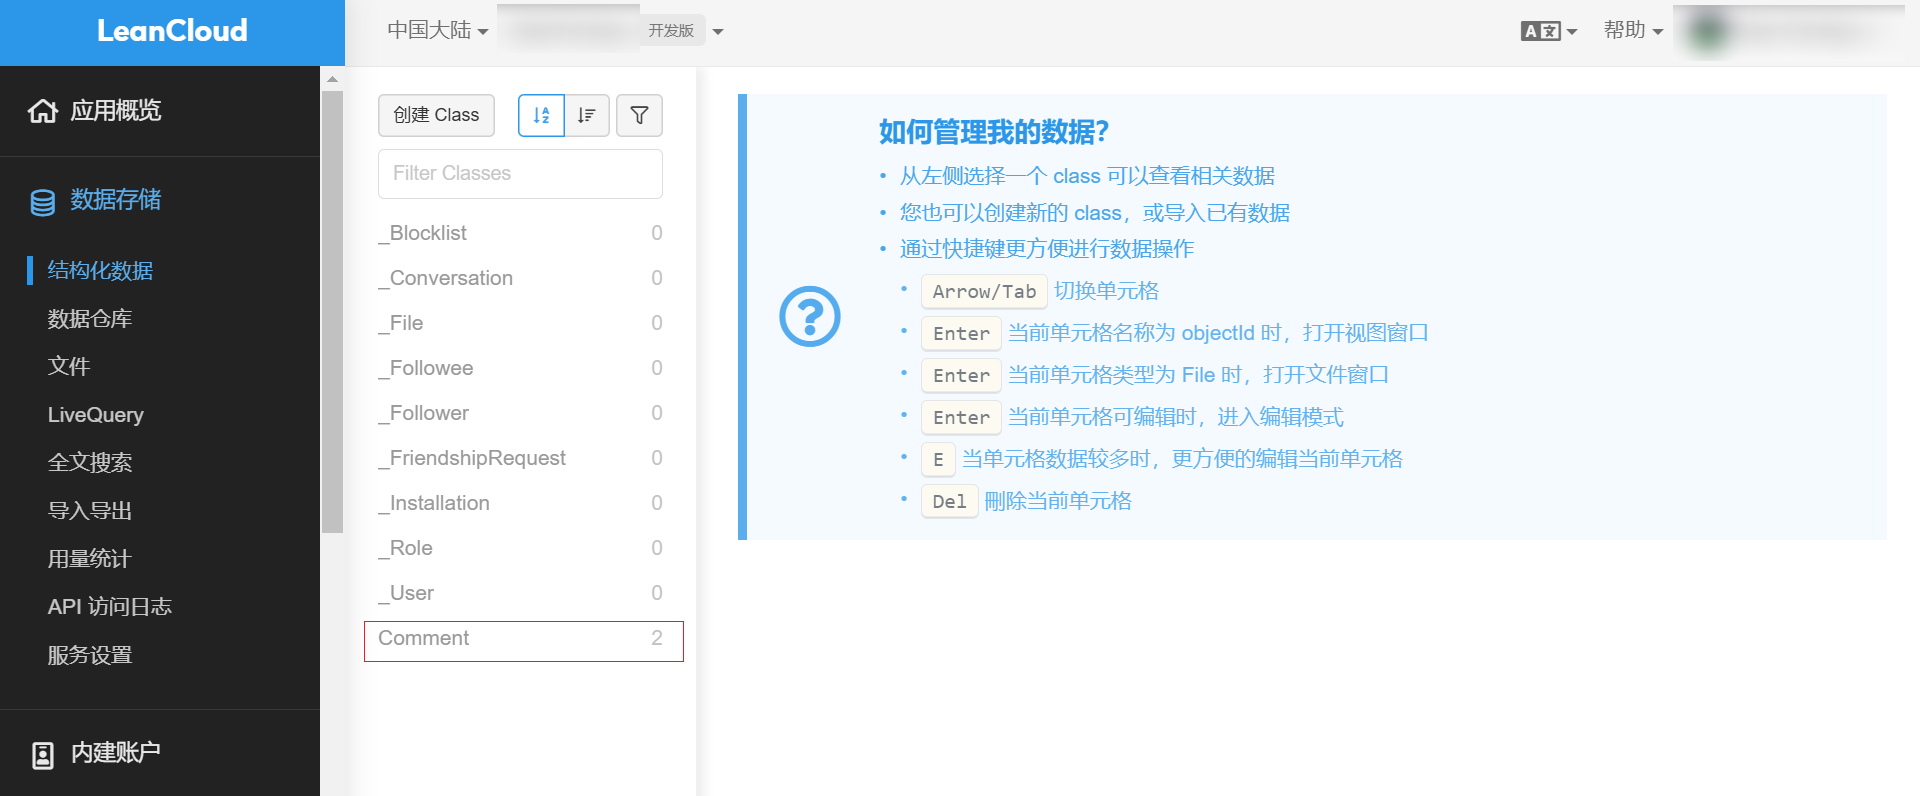 LeanCloud
中国大陆
开发版
帮助
应用概览
数据存储
结构化数据
数据仓库
文件
LiveQuery
全文搜索
导入导出
用量统计
API 访问日志
服务设置
内建账户
创建 Class
Filter Classes
_Blocklist 0
_Conversation 0
_File 0
_Followee 0
_Follower 0
_FriendshipRequest 0
_Installation 0
_Role 0
_User 0
Comment 2
如何管理我的数据？
• 从左侧选择一个 class 可以查看相关数据
• 您也可以创建新的 class，或导入已有数据
• 通过快捷键更方便进行数据操作
• Arrow/Tab 切换单元格
• Enter 当前单元格名称为 objectId 时，打开视图窗口
• Enter 当前单元格类型为 File 时，打开文件窗口
• Enter 当前单元格可编辑时，进入编辑模式
• E 当单元格数据较多时，更方便的编辑当前单元格
• Del 刪除当前单元格